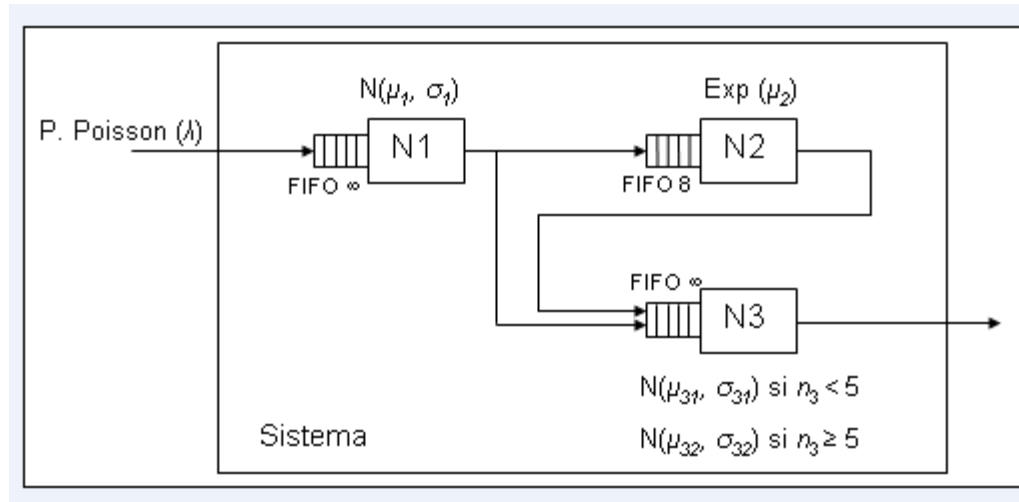 N(μ₁, σ₁)
Exp (μ₂)
P. Poisson (λ)
N1
N2
FIFO ∞
FIFO 8
FIFO ∞
N3
N(μ₃₁, σ₃₁) si n₃ < 5
Sistema
N(μ₃₂, σ₃₂) si n₃ ≥ 5